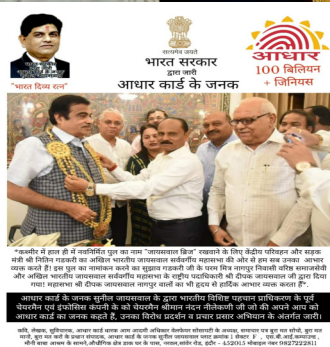 सत्यमेव जयते
भारत सरकार
द्वारा जारी
आधार कार्ड के जनक
"भारत दिव्य रत्न"
आधार
100 बिलियन
+ जिनियस
"कश्मीर में हाल ही में नवनिर्मित पुल का नाम "जायसवाल ब्रिज" रखवाने के लिए केंद्रीय परिवहन और सड़क
मंत्री श्री नितिन गडकरी का अखिल भारतीय जायसवाल सर्ववर्गीय महासभा की ओर से हम सब उनका आभार
व्यक्त करते हैं! इस पुल का नामांकन करने का सुझाव गडकरी जी के परम मित्र नागपुर निवासी वरिष्ठ समाजसेवी
और अखिल भारतीय जायसवाल सर्ववर्गीय महासभा के राष्ट्रीय पदाधिकारी श्री दीपक जायसवाल जी द्वारा दिया
गया! महासभा श्री दीपक जायसवाल नागपुर वालों का भी हृदय से हार्दिक आभार व्यक्त करता हैं".
आधार कार्ड के जनक सुनील जायसवाल के द्वारा भारतीय विशिष्ट पहचान प्राधिकरण के पूर्व
चेयरमैन एवं इंफोसिस कंपनी के को चेयरमैन श्रीमान नंदन नीलेकणी जी जो की अपने आप को
आधार कार्ड का जनक कहते हैं, उनका विरोध प्रदर्शन व प्रचार प्रसार अभियान के अंतर्गत जारी।